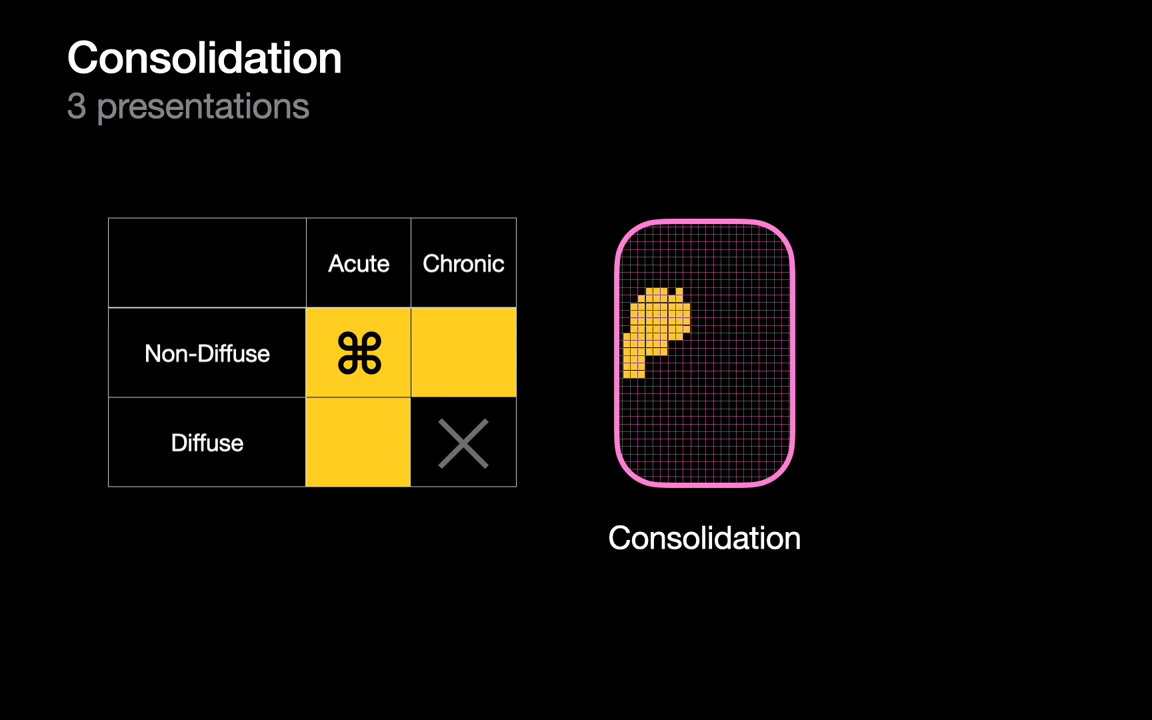 Consolidation
3 presentations
Acute Chronic
Non-Diffuse ⌘
Diffuse
Consolidation